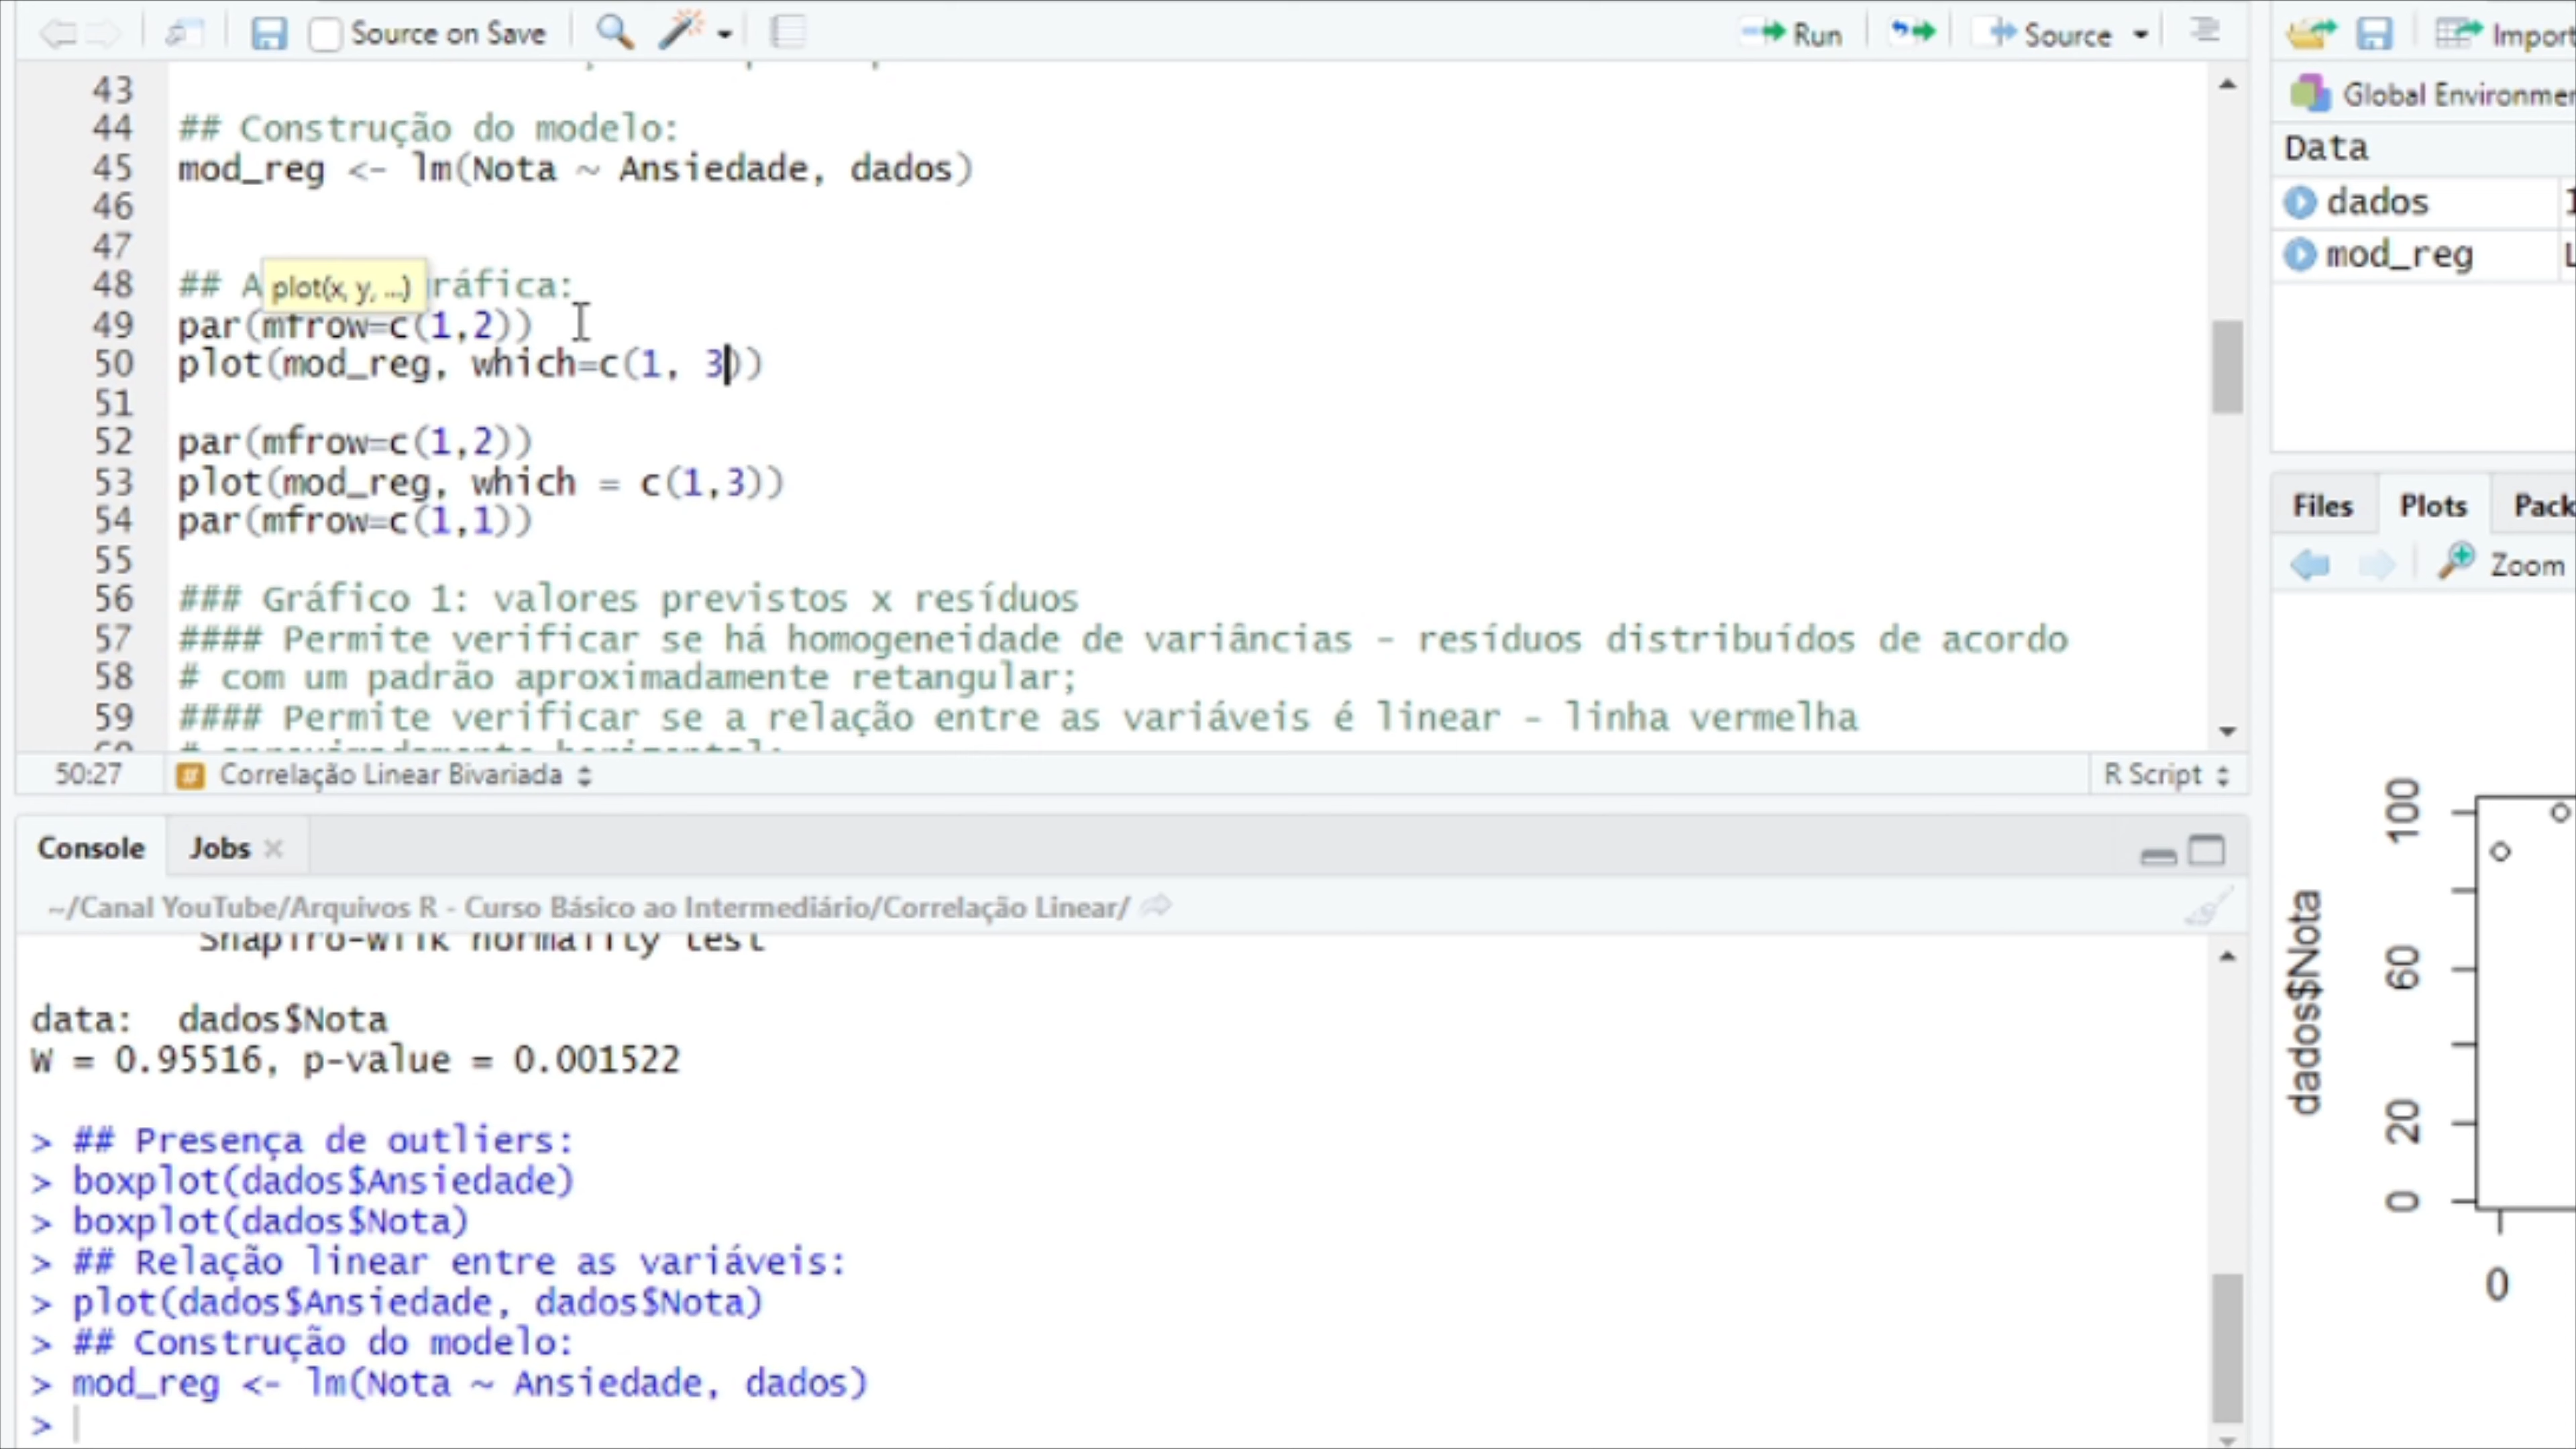 Source on Save
Run
Source
Import
43
44 ## Construção do modelo:
45 mod_reg <- lm(Nota ~ Ansiedade, dados)
46
47
48 ## A ráfica:
plot(x, y, ...)
49 par(mfrow=c(1,2))
50 plot(mod_reg, which=c(1, 3))
51
52 par(mfrow=c(1,2))
53 plot(mod_reg, which = c(1,3))
54 par(mfrow=c(1,1))
55
56 ### Gráfico 1: valores previstos x resíduos
57 #### Permite verificar se há homogeneidade de variâncias - resíduos distribuídos de acordo
58 # com um padrão aproximadamente retangular;
59 #### Permite verificar se a relação entre as variáveis é linear - linha vermelha
50:27 # Correlação Linear Bivariada
R Script
Console Jobs
~/Canal YouTube/Arquivos R - Curso Básico ao Intermediário/Correlação Linear/
Shapiro-Wilk normality test
data: dados$Nota
W = 0.95516, p-value = 0.001522
> ## Presença de outliers:
> boxplot(dados$Ansiedade)
> boxplot(dados$Nota)
> ## Relação linear entre as variáveis:
> plot(dados$Ansiedade, dados$Nota)
> ## Construção do modelo:
> mod_reg <- lm(Nota ~ Ansiedade, dados)
>
Global Environmen
Data
dados 1
mod_reg L
Files Plots Pack
Zoom
dados$Nota
100
60
20
0
0